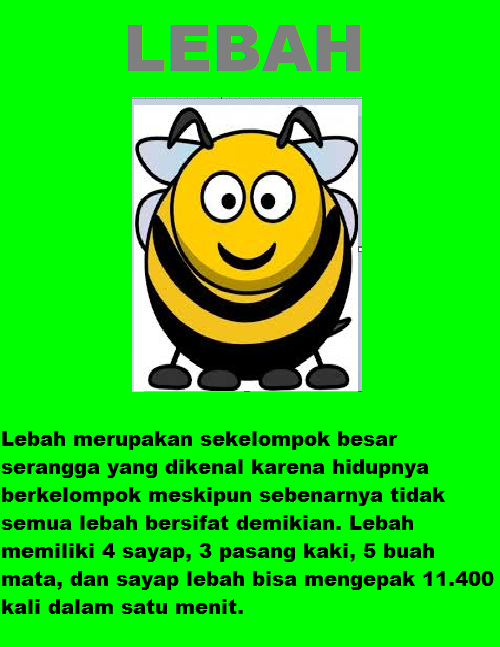 LEBAH
Lebah merupakan sekelompok besar
serangga yang dikenal karena hidupnya
berkelompok meskipun sebenarnya tidak
semua lebah bersifat demikian. Lebah
memiliki 4 sayap, 3 pasang kaki, 5 buah
mata, dan sayap lebah bisa mengepak 11.400
kali dalam satu menit.